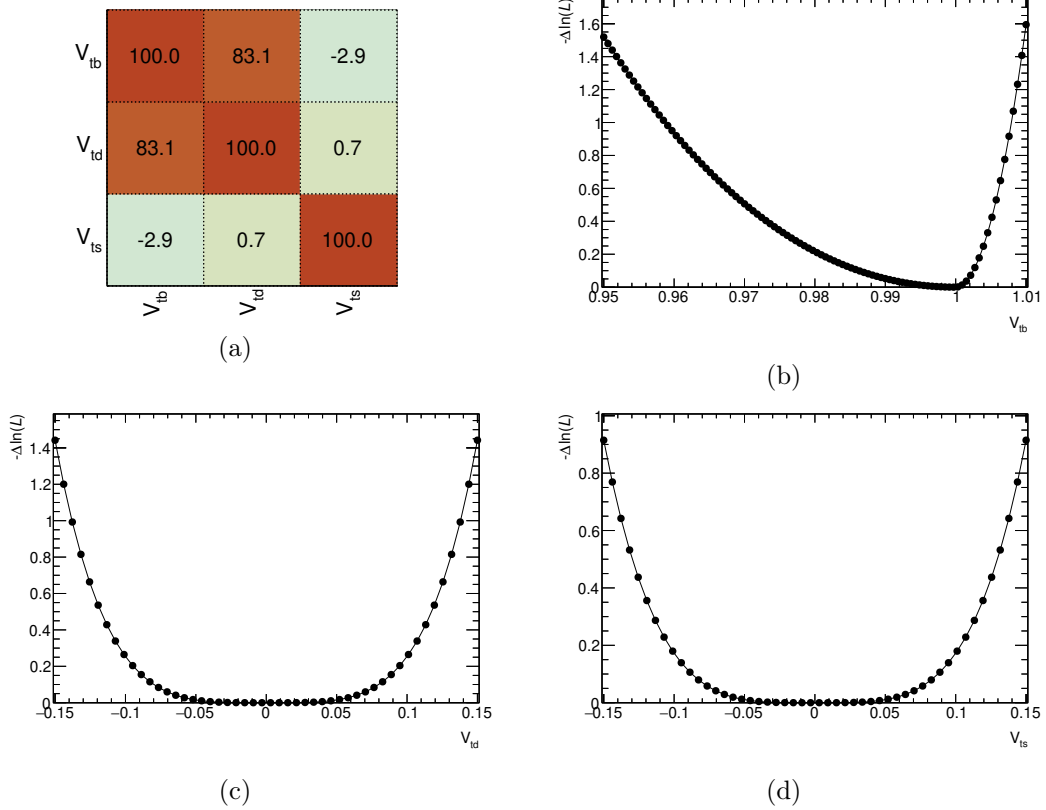 V_tb 100.0 83.1 -2.9
V_td 83.1 100.0 0.7
V_ts -2.9 0.7 100.0
V_tb V_td V_ts
(a)
-Δln(L)
1.6
1.4
1.2
1
0.8
0.6
0.4
0.2
0
0.95 0.96 0.97 0.98 0.99 1 1.01
V_tb
(b)
-Δln(L)
1.4
1.2
1
0.8
0.6
0.4
0.2
0
−0.15 −0.1 −0.05 0 0.05 0.1 0.15
V_td
(c)
-Δln(L)
1
0.8
0.6
0.4
0.2
0
−0.15 −0.1 −0.05 0 0.05 0.1 0.15
V_ts
(d)